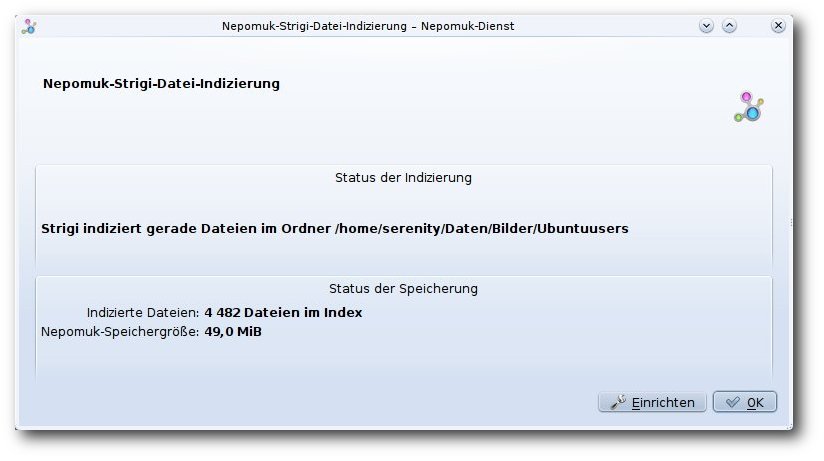 Nepomuk-Strigi-Datei-Indizierung – Nepomuk-Dienst
Nepomuk-Strigi-Datei-Indizierung
Status der Indizierung
Strigi indiziert gerade Dateien im Ordner /home/serenity/Daten/Bilder/Ubuntuusers
Status der Speicherung
Indizierte Dateien: 4 482 Dateien im Index
Nepomuk-Speichergröße: 49,0 MiB
Einrichten OK